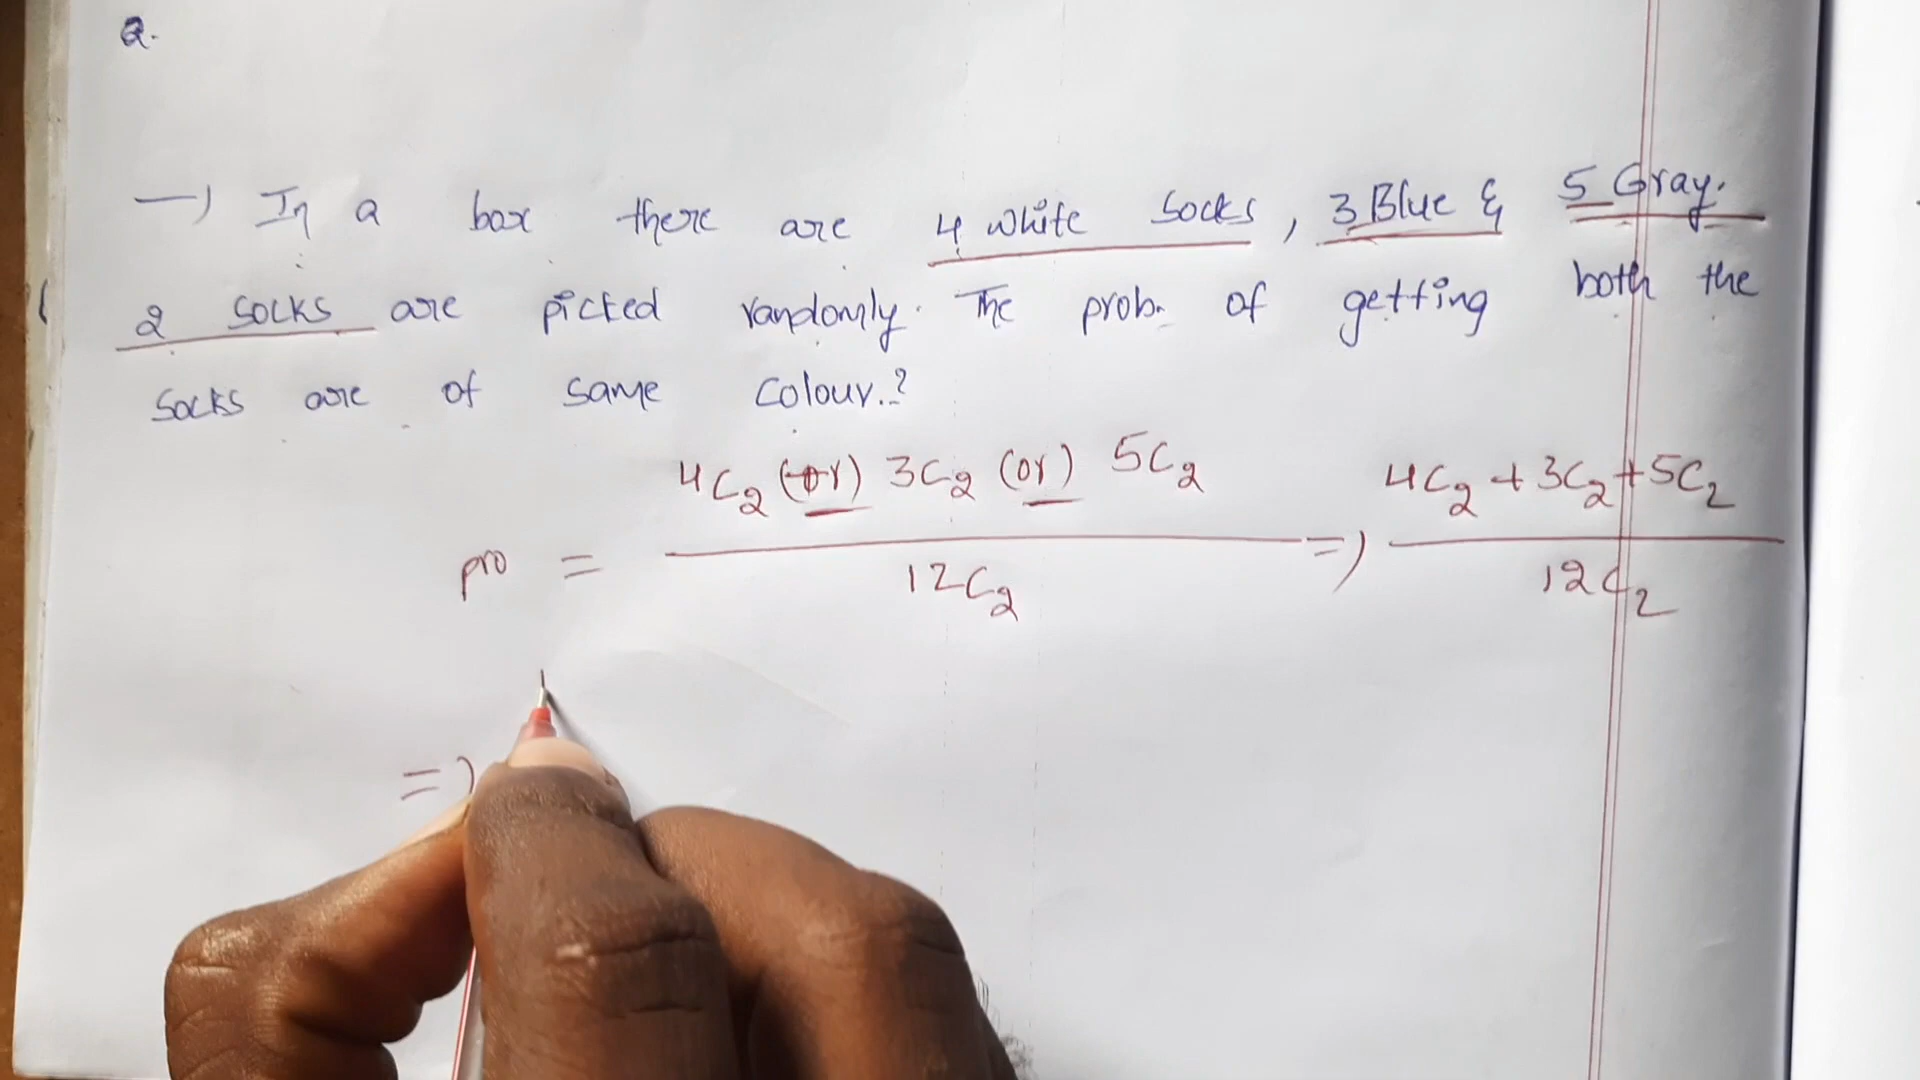 Q.
—) In a box there are 4 white socks, 3 Blue & 5 Gray.
2 socks are picked randomly. The prob. of getting both the
socks are of same colour.?
4C₂ (or) 3C₂ (or) 5C₂
pro = ———————— =) 4C₂ + 3C₂ + 5C₂
12C₂ 12C₂
=)